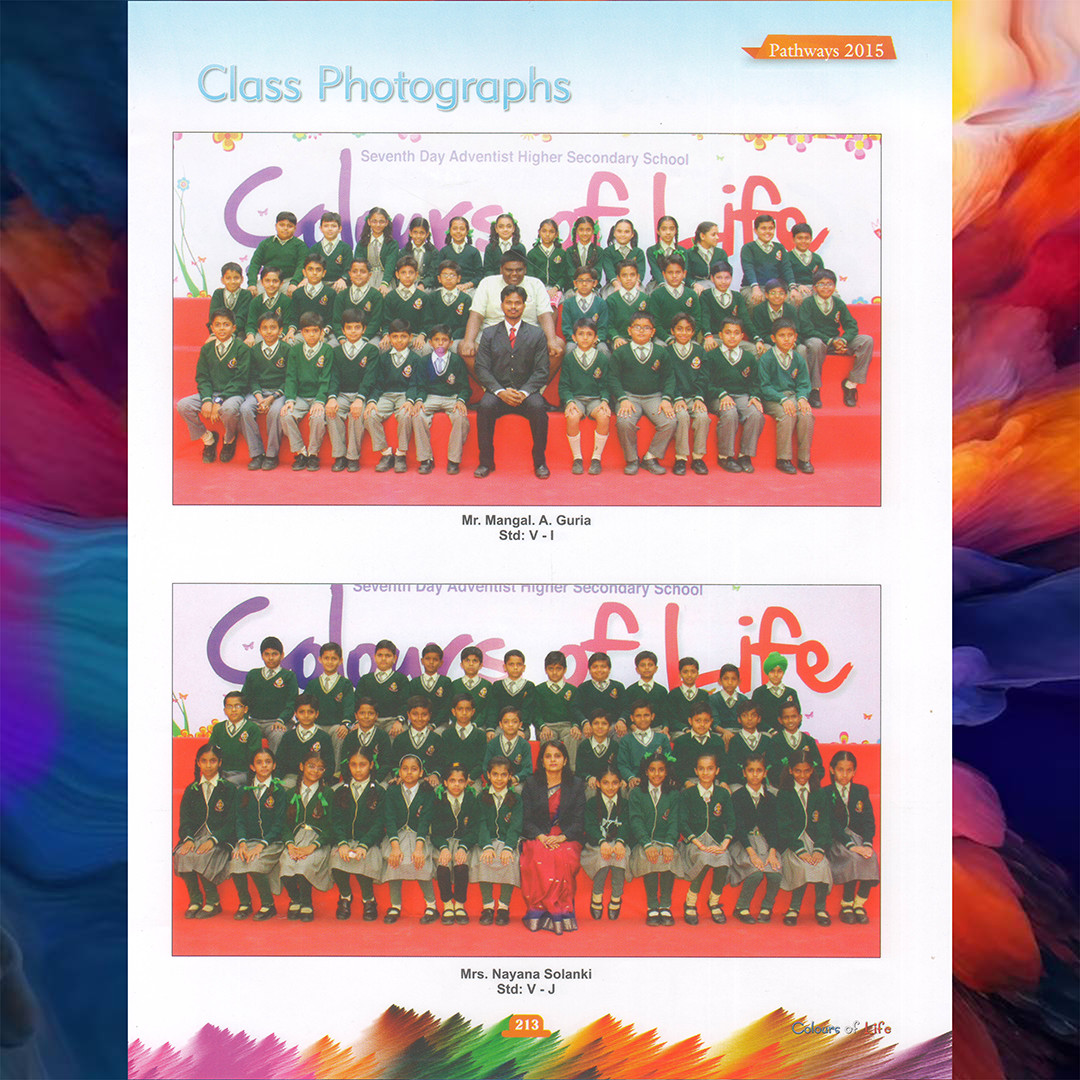 Pathways 2015
Class Photographs
Seventh Day Adventist Higher Secondary School
Colours of Life
Mr. Mangal. A. Guria
Std: V - I
Seventh Day Adventist Higher Secondary School
Colours of Life
Mrs. Nayana Solanki
Std: V - J
213
Colours of Life